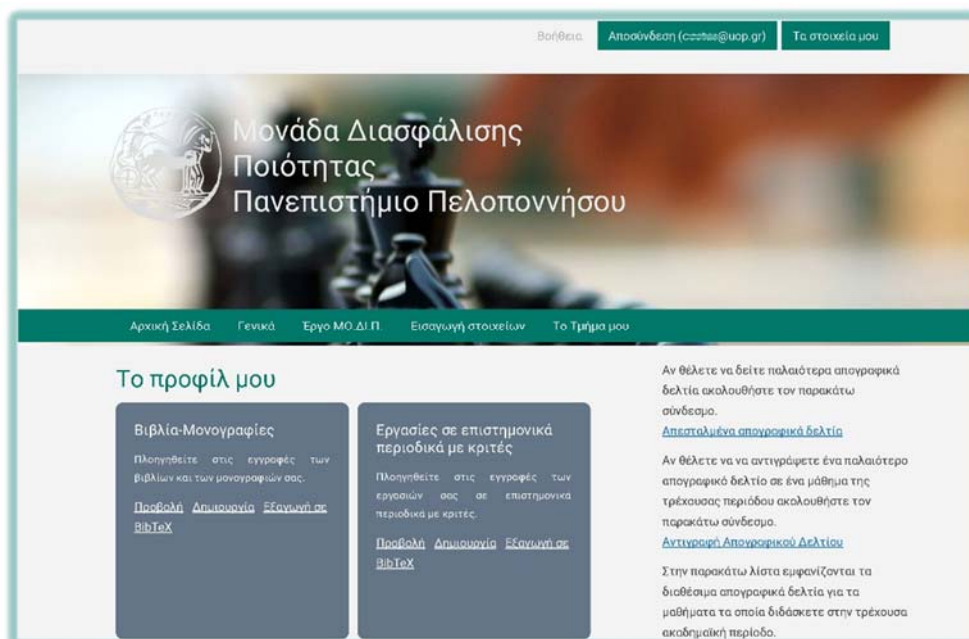 Βοήθεια
Αποσύνδεση (costas@uop.gr)
Τα στοιχεία μου
Μονάδα Διασφάλισης
Ποιότητας
Πανεπιστήμιο Πελοποννήσου
Αρχική Σελίδα
Γενικά
Έργο ΜΟ.ΔΙ.Π.
Εισαγωγή στοιχείων
Το Τμήμα μου
Το προφίλ μου
Βιβλία-Μονογραφίες
Πλοηγηθείτε στις εγγραφές των
βιβλίων και των μονογραφιών σας.
Προβολή Δημιουργία Εξαγωγή σε
BibTeX
Εργασίες σε επιστημονικά
περιοδικά με κριτές
Πλοηγηθείτε στις εγγραφές των
εργασιών σας σε επιστημονικά
περιοδικά με κριτές.
Προβολή Δημιουργία Εξαγωγή σε
BibTeX
Αν θέλετε να δείτε παλαιότερα απογραφικά
δελτία ακολουθήστε τον παρακάτω
σύνδεσμο.
Απεσταλμένα απογραφικά δελτία
Αν θέλετε να να αντιγράψετε ένα παλαιότερο
απογραφικό δελτίο σε ένα μάθημα της
τρέχουσας περιόδου ακολουθήστε τον
παρακάτω σύνδεσμο.
Αντιγραφή Απογραφικού Δελτίου
Στην παρακάτω λίστα εμφανίζονται τα
διαθέσιμα απογραφικά δελτία για τα
μαθήματα τα οποία διδάσκετε στην τρέχουσα
ακαδημαϊκή περίοδο.